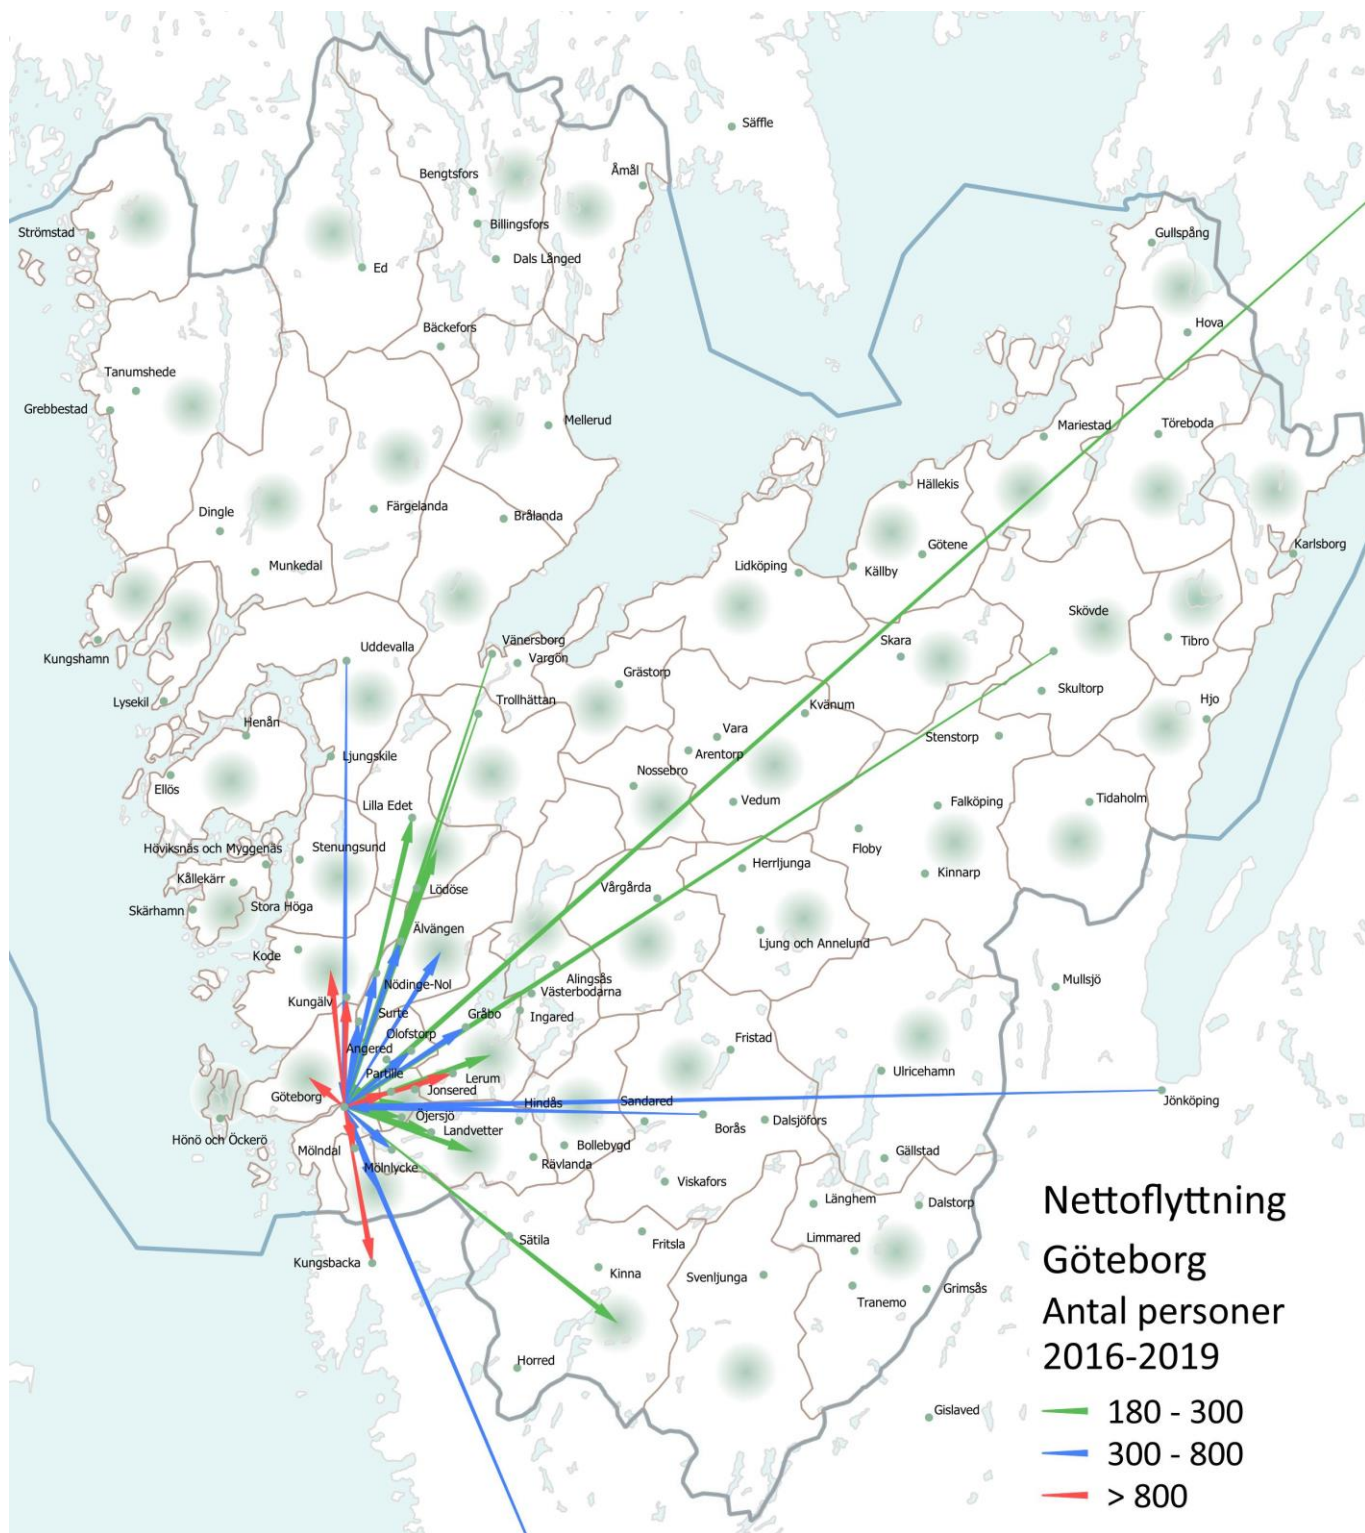 Säffle
Åmål
Bengtsfors
Billingsfors
Strömstad
Gullspång
Dals Långed
Ed
Hova
Bäckefors
Tanumshede
Grebbestad
Mellerud
Mariestad
Töreboda
Hällekis
Färgelanda
Dingle
Brålanda
Götene
Karlsborg
Munkedal
Lidköping
Källby
Skövde
Tibro
Kungshamn
Uddevalla
Vänersborg
Vargön
Skara
Grästorp
Skultorp
Lysekil
Henån
Trollhättan
Kvänum
Hjo
Vara
Stenstorp
Arentorp
Ljungskile
Nossebro
Ellös
Lilla Edet
Vedum
Falköping
Tidaholm
Höviksnäs och Myggenäs
Stenungsund
Floby
Herrljunga
Kållekärr
Lödöse
Vårgårda
Kinnarp
Skärhamn
Stora Höga
Älvängen
Ljung och Annelund
Kode
Alingsås
Nödinge-Nol
Västerbodarna
Mullsjö
Kungälv
Surte
Gråbo
Ingared
Olofstorp
Fristad
Angered
Partille
Lerum
Ulricehamn
Göteborg
Jonsered
Hindås
Sandared
Jönköping
Öjersjö
Borås
Dalsjöfors
Hönö och Öckerö
Landvetter
Mölndal
Bollebygd
Mölnlycke
Rävlanda
Gällstad
Viskafors
Länghem
Dalstorp
Sätila
Fritsla
Limmared
Kungsbacka
Kinna
Svenljunga
Grimsås
Tranemo
Horred
Gislaved
Nettoflyttning
Göteborg
Antal personer
2016-2019
180 - 300
300 - 800
> 800